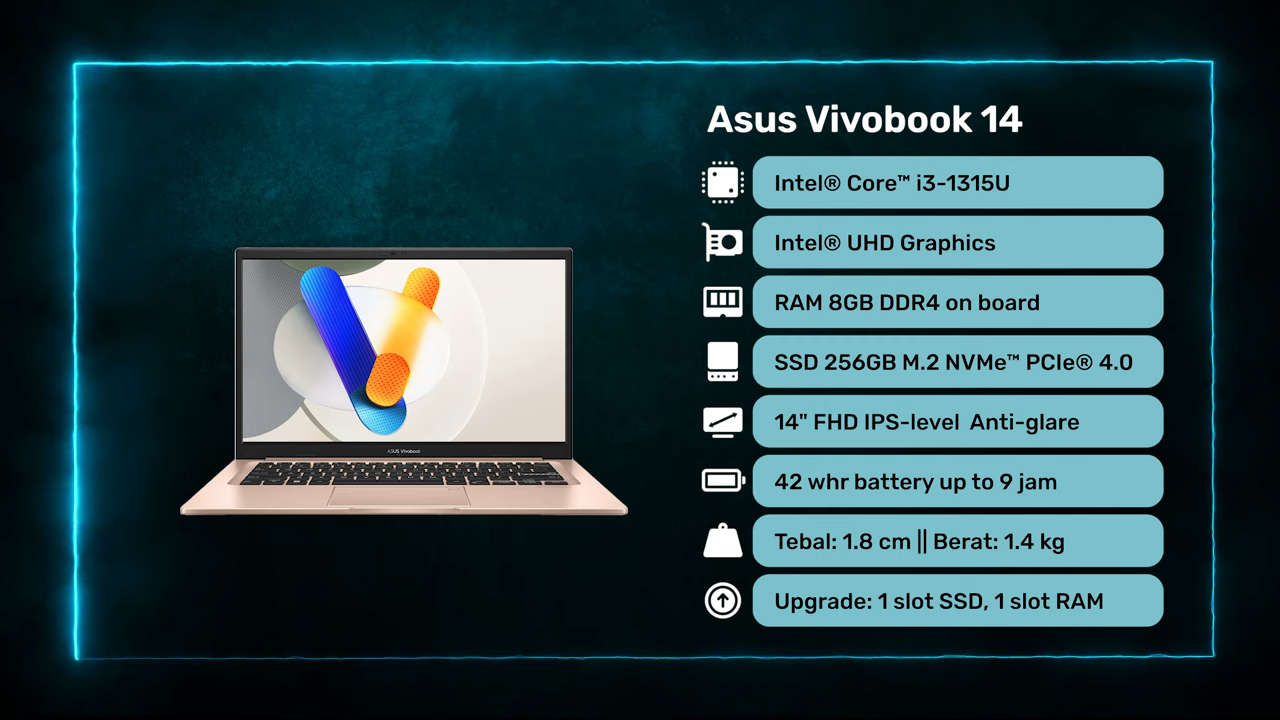 Asus Vivobook 14
Intel® Core™ i3-1315U
Intel® UHD Graphics
RAM 8GB DDR4 on board
SSD 256GB M.2 NVMe™ PCIe® 4.0
14" FHD IPS-level  Anti-glare
42 whr battery up to 9 jam
Tebal: 1.8 cm || Berat: 1.4 kg
Upgrade: 1 slot SSD, 1 slot RAM
ASUS Vivobook